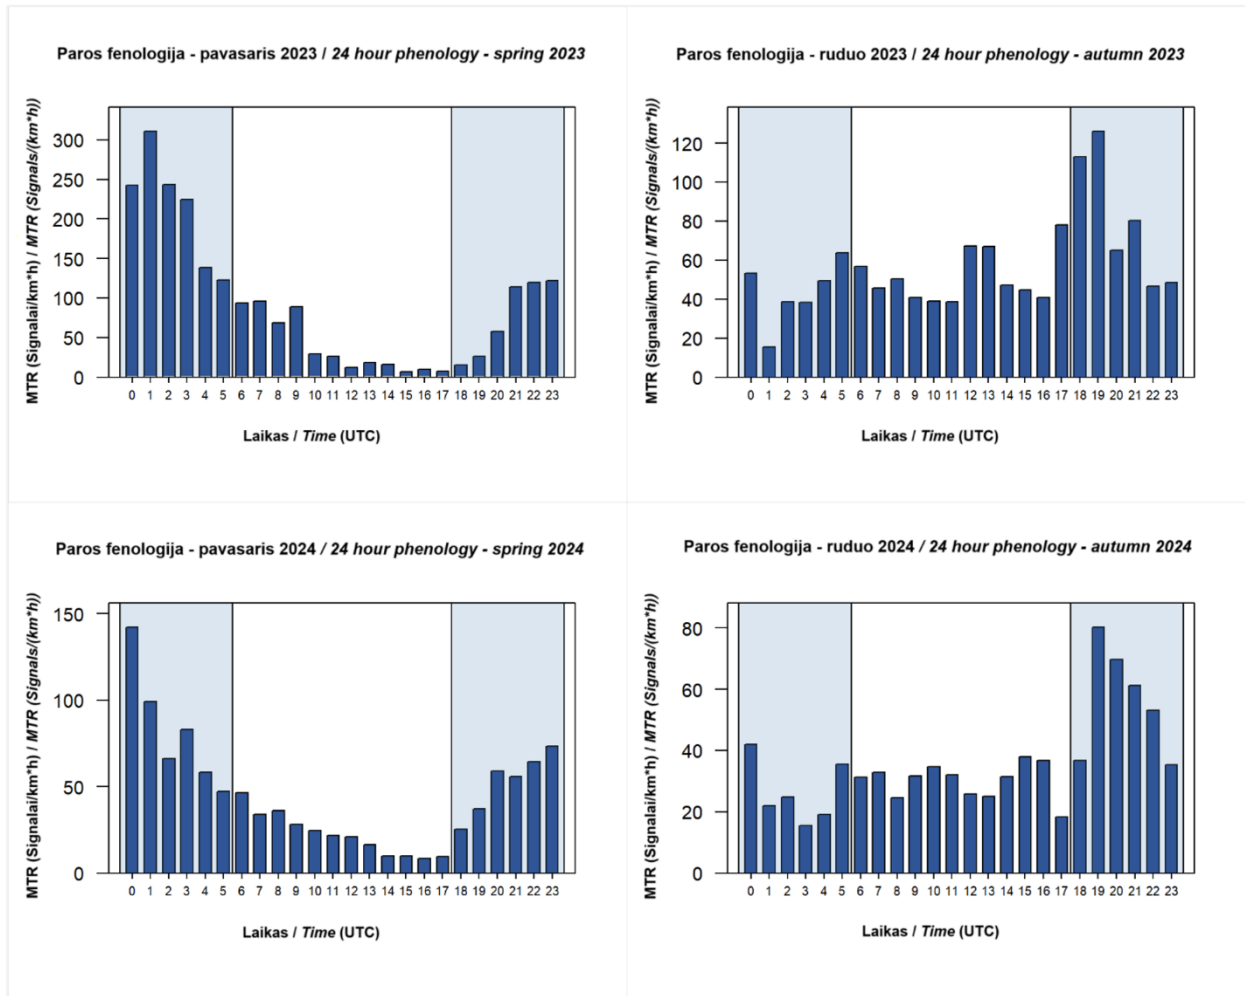 Paros fenologija - pavasaris 2023 / 24 hour phenology - spring 2023
MTR (Signalai/km*h) / MTR (Signals/(km*h))
300
250
200
150
100
50
0
0 1 2 3 4 5 6 7 8 9 10 11 12 13 14 15 16 17 18 19 20 21 22 23
Laikas / Time (UTC)
Paros fenologija - ruduo 2023 / 24 hour phenology - autumn 2023
MTR (Signalai/km*h) / MTR (Signals/(km*h))
120
100
80
60
40
20
0
0 1 2 3 4 5 6 7 8 9 10 11 12 13 14 15 16 17 18 19 20 21 22 23
Laikas / Time (UTC)
Paros fenologija - pavasaris 2024 / 24 hour phenology - spring 2024
MTR (Signalai/km*h) / MTR (Signals/(km*h))
150
100
50
0
0 1 2 3 4 5 6 7 8 9 10 11 12 13 14 15 16 17 18 19 20 21 22 23
Laikas / Time (UTC)
Paros fenologija - ruduo 2024 / 24 hour phenology - autumn 2024
MTR (Signalai/km*h) / MTR (Signals/(km*h))
80
60
40
20
0
0 1 2 3 4 5 6 7 8 9 10 11 12 13 14 15 16 17 18 19 20 21 22 23
Laikas / Time (UTC)